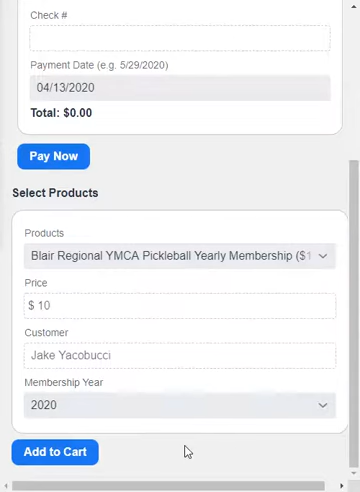 Check #
Payment Date (e.g. 5/29/2020)
04/13/2020
Total: $0.00
Pay Now
Select Products
Products
Blair Regional YMCA Pickleball Yearly Membership ($1
Price
$ 10
Customer
Jake Yacobucci
Membership Year
2020
Add to Cart